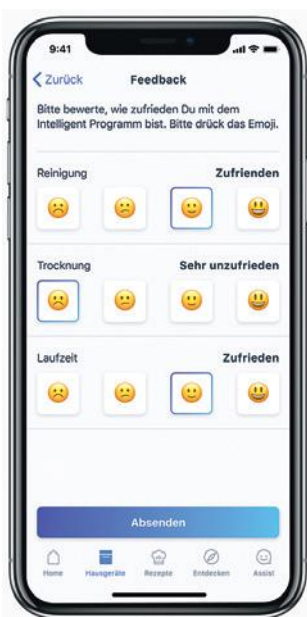 9:41
Zurück Feedback
Bitte bewerte, wie zufrieden Du mit dem
Intelligent Programm bist. Bitte drück das Emoji.
Reinigung Zufrienden
Trocknung Sehr unzufrieden
Laufzeit Zufrieden
Absenden
Home Hausgeräte Rezepte Entdecken Assist